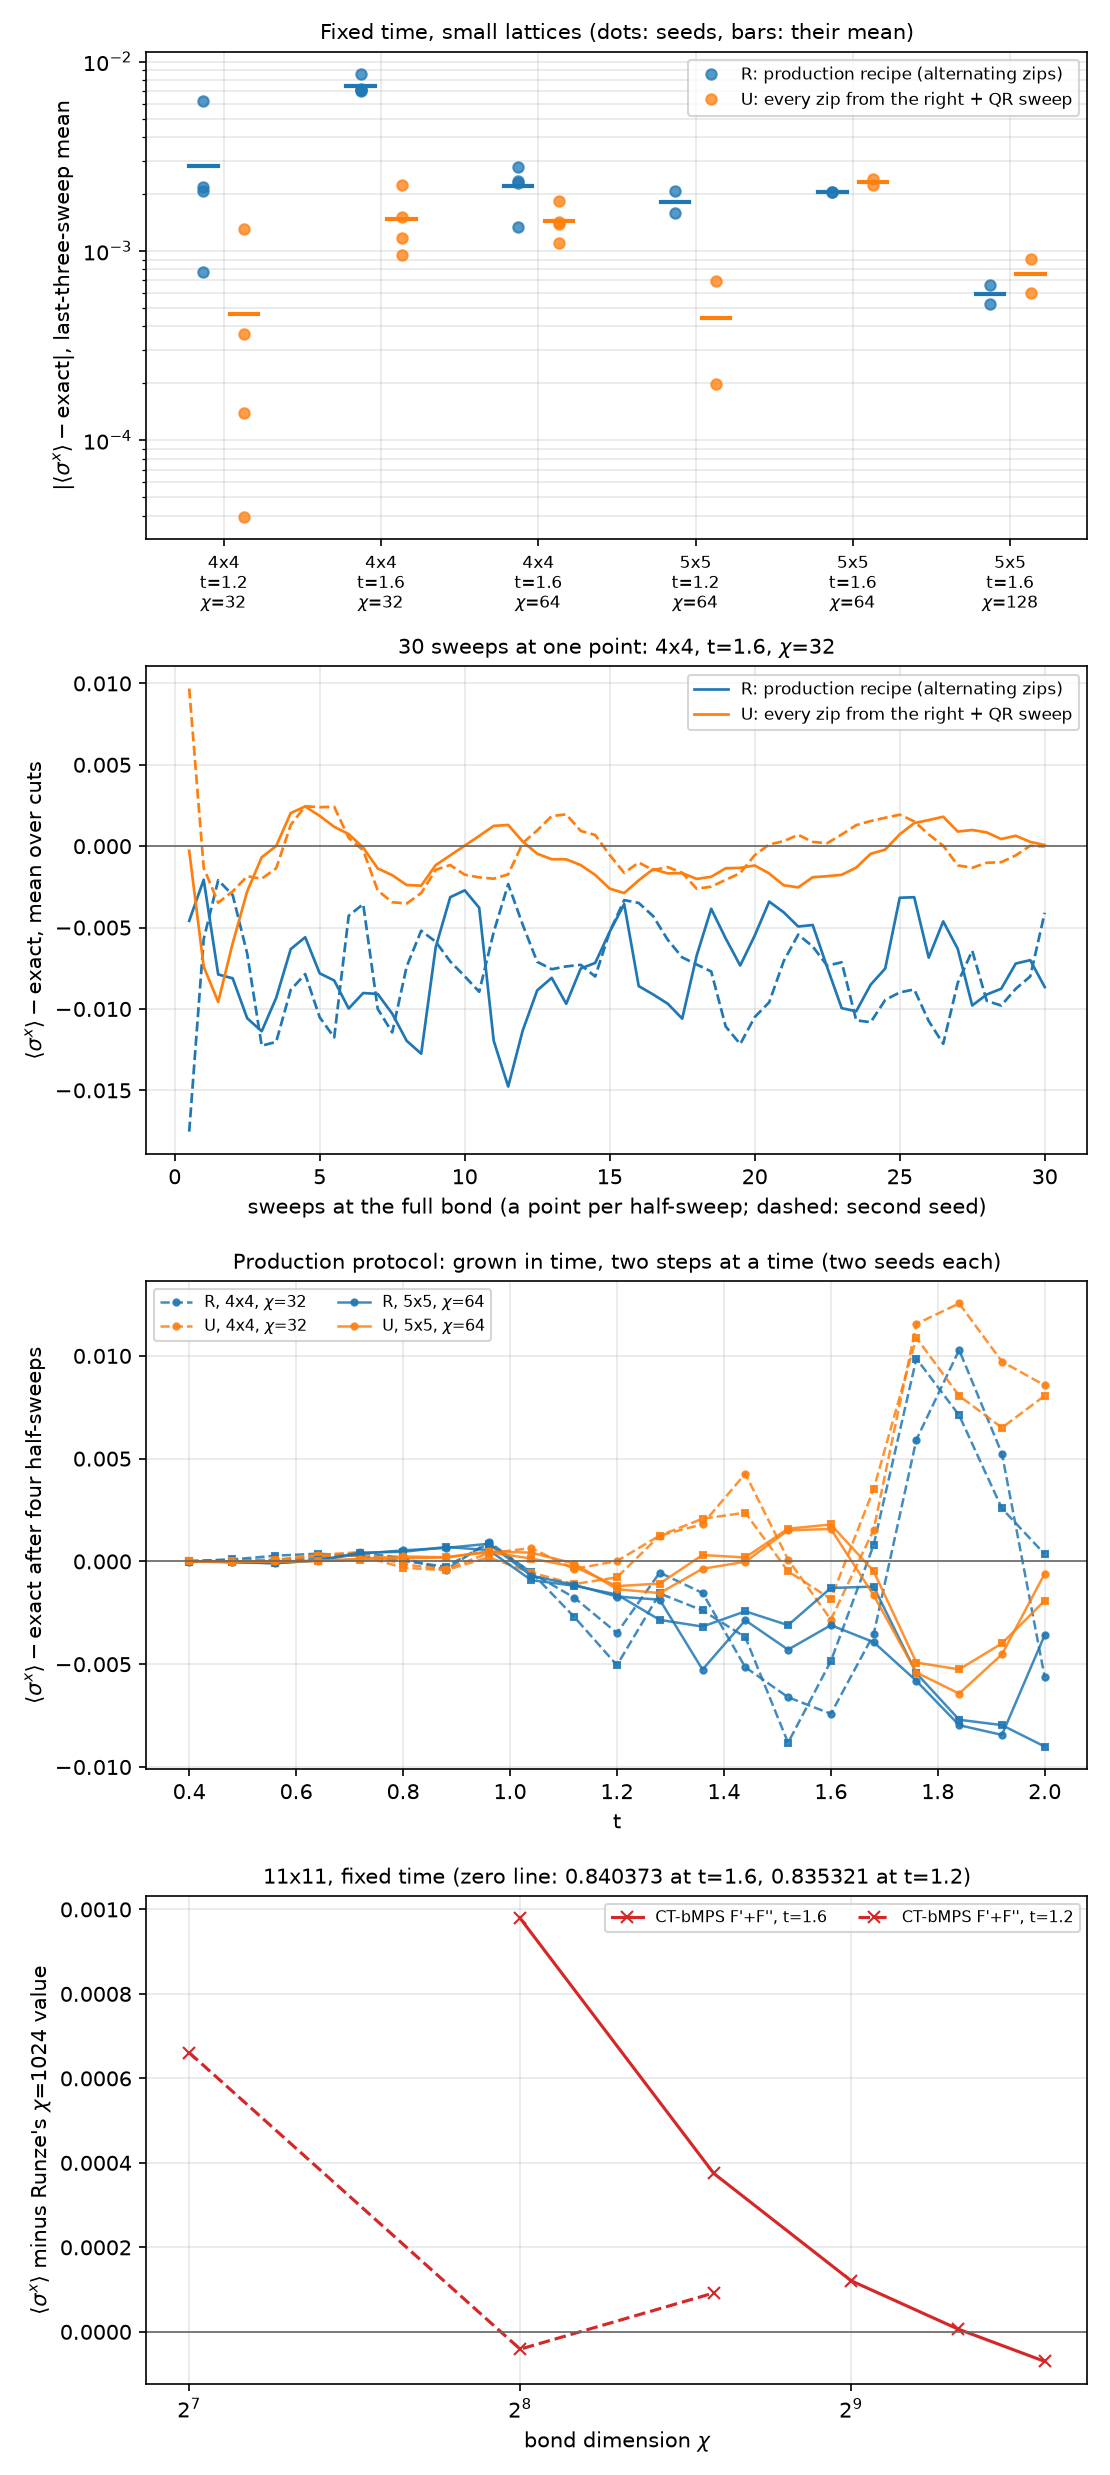 Fixed time, small lattices (dots: seeds, bars: their mean)
R: production recipe (alternating zips)
U: every zip from the right + QR sweep
|⟨σˣ⟩ − exact|, last-three-sweep mean
10⁻²
10⁻³
10⁻⁴
4x4 4x4 4x4 5x5 5x5 5x5
t=1.2 t=1.6 t=1.6 t=1.2 t=1.6 t=1.6
χ=32 χ=32 χ=64 χ=64 χ=64 χ=128
30 sweeps at one point: 4x4, t=1.6, χ=32
R: production recipe (alternating zips)
U: every zip from the right + QR sweep
⟨σˣ⟩ − exact, mean over cuts
0.010
0.005
0.000
−0.005
−0.010
−0.015
0 5 10 15 20 25 30
sweeps at the full bond (a point per half-sweep; dashed: second seed)
Production protocol: grown in time, two steps at a time (two seeds each)
R, 4x4, χ=32 R, 5x5, χ=64
U, 4x4, χ=32 U, 5x5, χ=64
⟨σˣ⟩ − exact after four half-sweeps
0.010
0.005
0.000
−0.005
−0.010
0.4 0.6 0.8 1.0 1.2 1.4 1.6 1.8 2.0
t
11x11, fixed time (zero line: 0.840373 at t=1.6, 0.835321 at t=1.2)
CT-bMPS F'+F'', t=1.6 CT-bMPS F'+F'', t=1.2
⟨σˣ⟩ minus Runze's χ=1024 value
0.0010
0.0008
0.0006
0.0004
0.0002
0.0000
2⁷ 2⁸ 2⁹
bond dimension χ